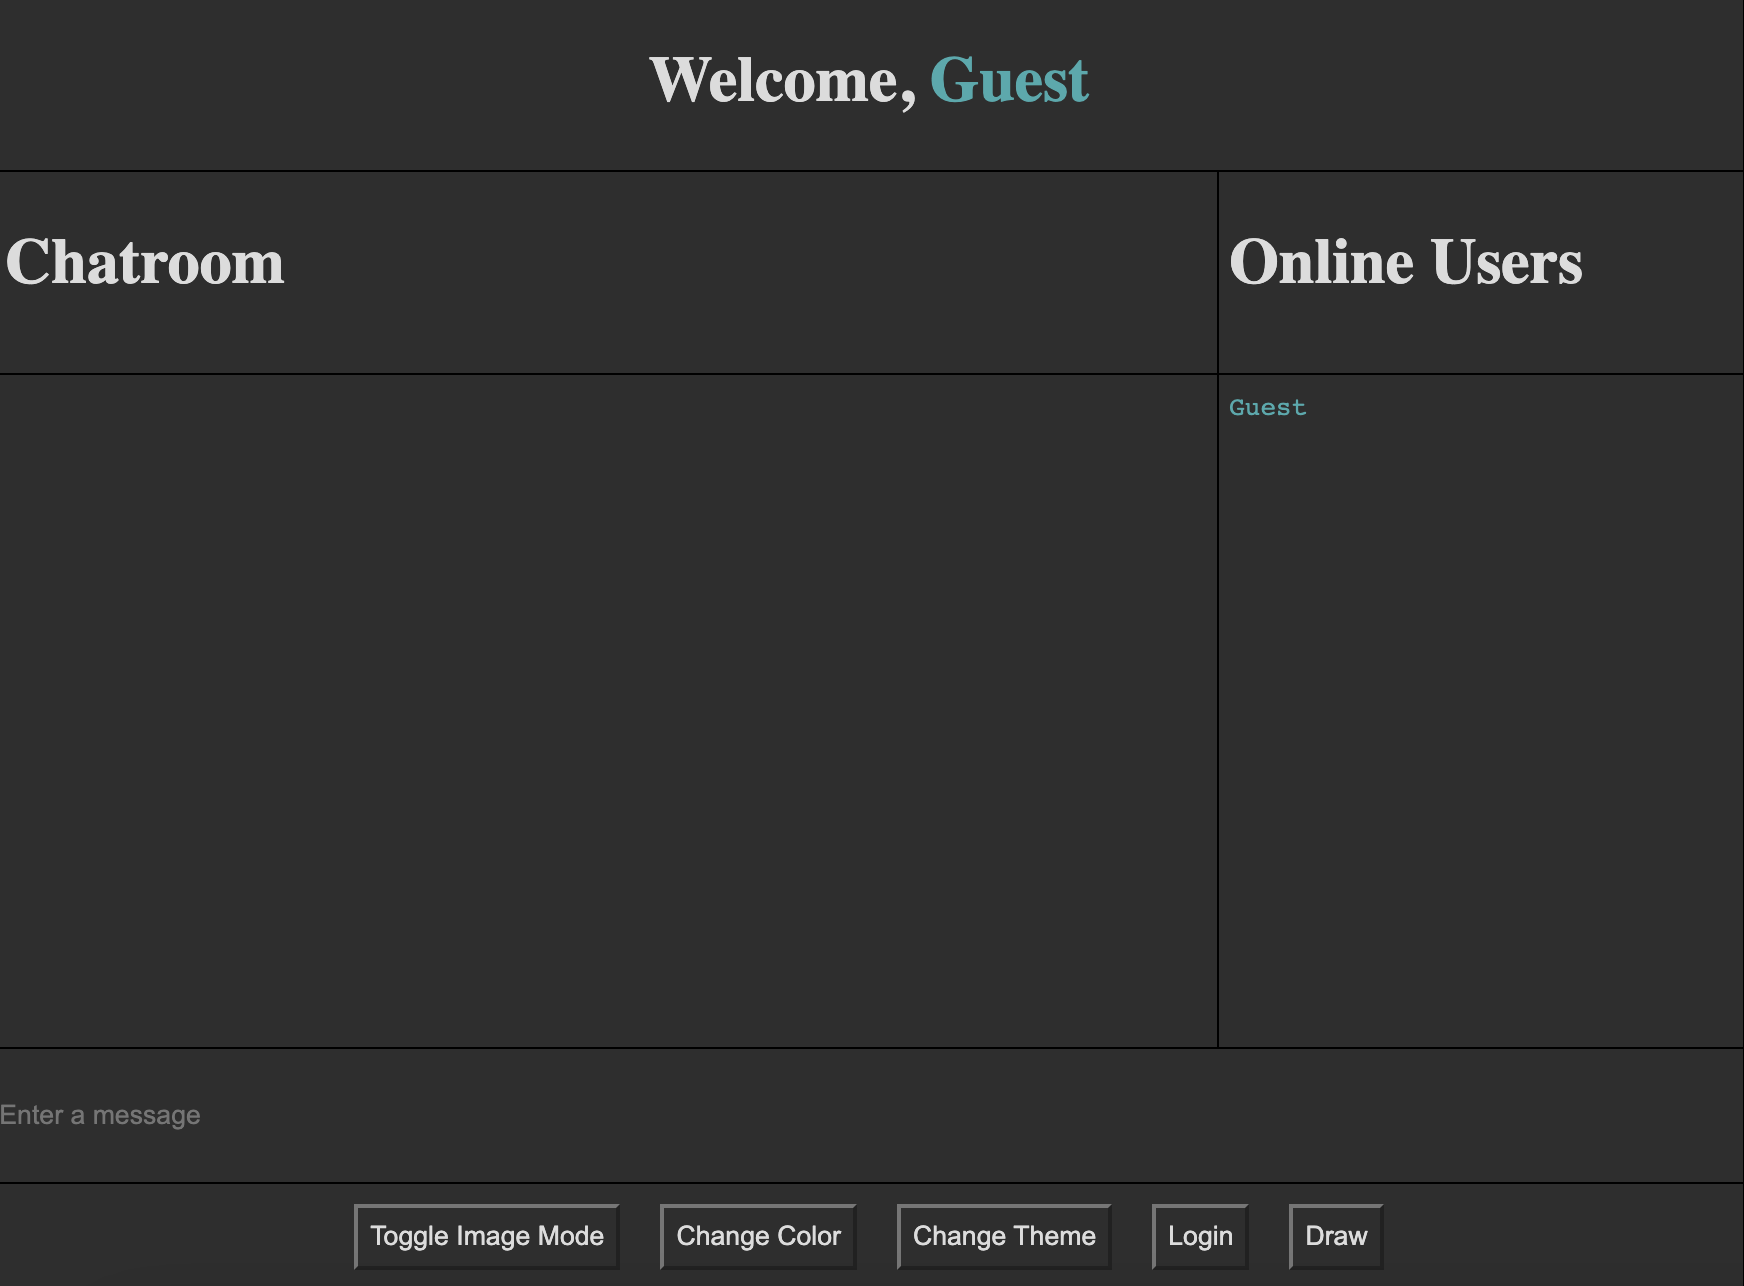 Welcome, Guest
Chatroom
Online Users
Guest
Enter a message
Toggle Image Mode
Change Color
Change Theme
Login
Draw